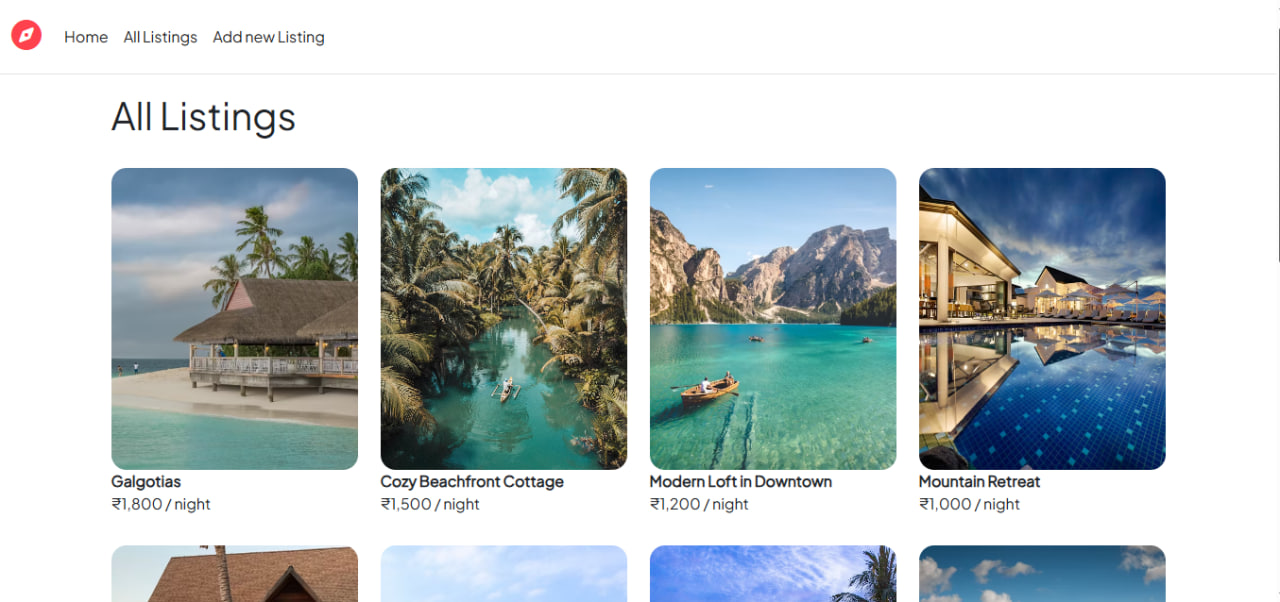 Home All Listings Add new Listing
All Listings
Galgotias
₹1,800 / night
Cozy Beachfront Cottage
₹1,500 / night
Modern Loft in Downtown
₹1,200 / night
Mountain Retreat
₹1,000 / night